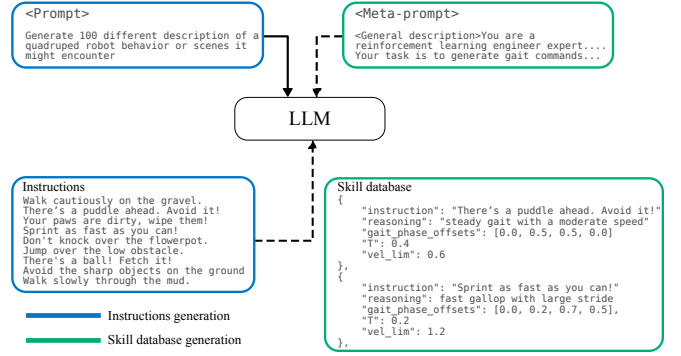 <Prompt>
Generate 100 different description of a
quadruped robot behavior or scenes it
might encounter
<Meta-prompt>
<General description>You are a
reinforcement learning engineer expert....
Your task is to generate gait commands...
LLM
Instructions
Walk cautiously on the gravel.
There's a puddle ahead. Avoid it!
Your paws are dirty, wipe them!
Sprint as fast as you can!
Don't knock over the flowerpot.
Jump over the low obstacle.
There's a ball! Fetch it!
Avoid the sharp objects on the ground
Walk slowly through the mud.
Skill database
{
"instruction": "There's a puddle ahead. Avoid it!"
"reasoning": "steady gait with a moderate speed"
"gait_phase_offsets": [0.0, 0.5, 0.5, 0.0]
"T": 0.4
"vel_lim": 0.6
},
{
"instruction": "Sprint as fast as you can!"
"reasoning": fast gallop with large stride
"gait_phase_offsets": [0.0, 0.2, 0.7, 0.5],
"T": 0.2
"vel_lim": 1.2
},
Instructions generation
Skill database generation